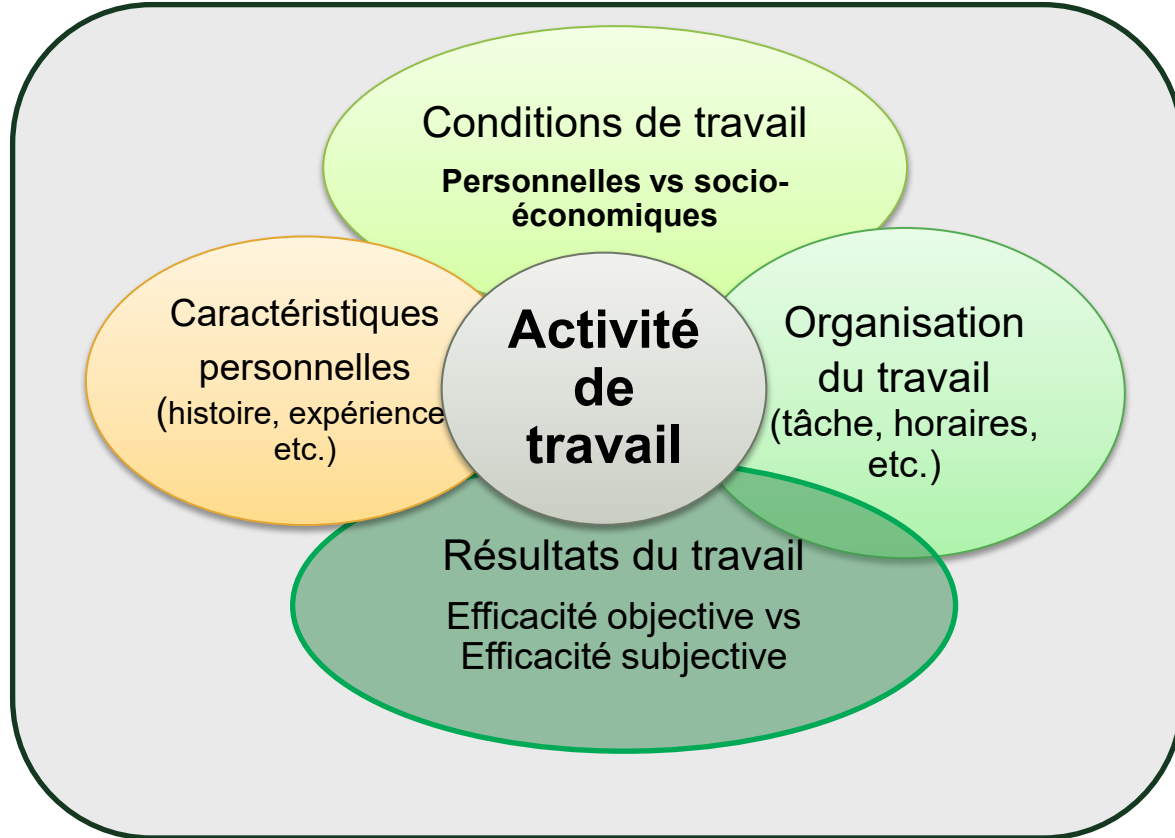 Conditions de travail
Personnelles vs socio-
économiques
Caractéristiques
personnelles
(histoire, expérience
etc.)
Activité
de
travail
Organisation
du travail
(tâche, horaires,
etc.)
Résultats du travail
Efficacité objective vs
Efficacité subjective